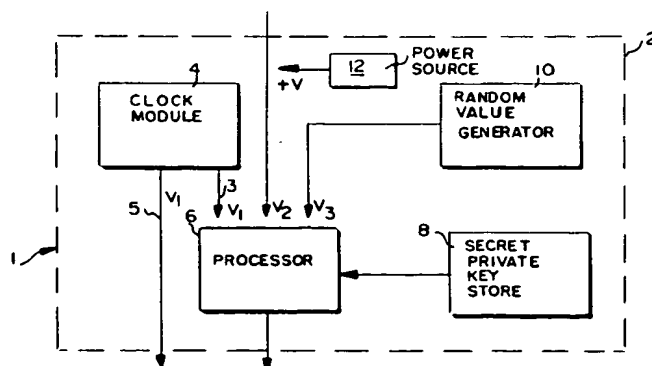 2
12
POWER
SOURCE
+V
4
CLOCK
MODULE
10
RANDOM
VALUE
GENERATOR
3
5
V1
V1
V2
V3
6
PROCESSOR
8
SECRET
PRIVATE
KEY
STORE
1